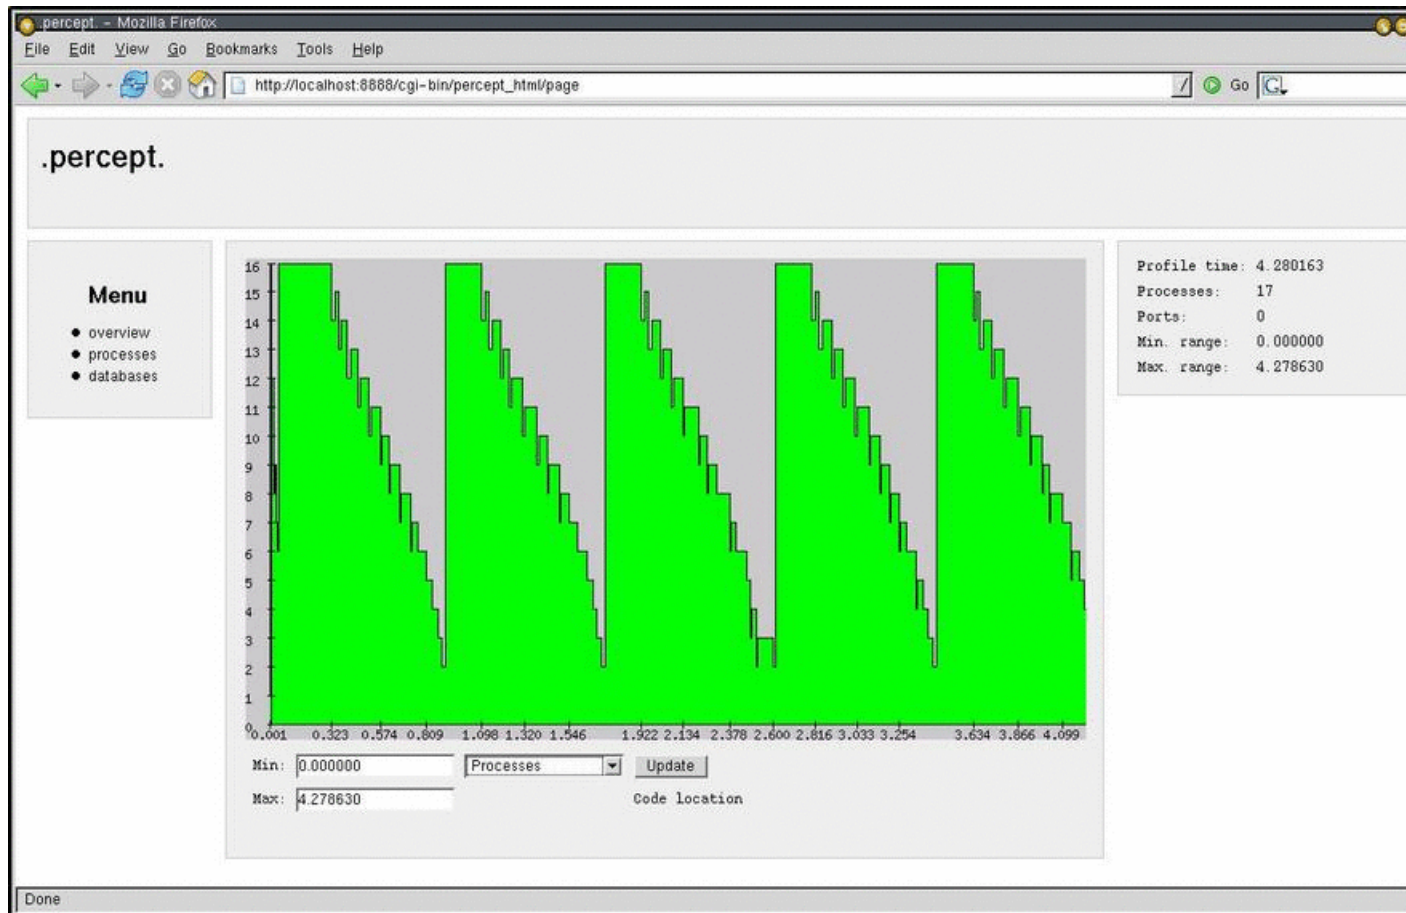 .percept. - Mozilla Firefox
File Edit View Go Bookmarks Tools Help
http://localhost:8888/cgi-bin/percept_html/page
Go
G
.percept.
Menu
overview
processes
databases
16
15
14
13
12
11
10
9
8
7
6
5
4
3
2
1
0
0.001 0.323 0.574 0.809 1.098 1.320 1.546 1.922 2.134 2.378 2.600 2.816 3.033 3.254 3.634 3.866 4.099
Min: 0.000000 Processes Update
Max: 4.278630 Code location
Profile time: 4.280163
Processes: 17
Ports: 0
Min. range: 0.000000
Max. range: 4.278630
Done